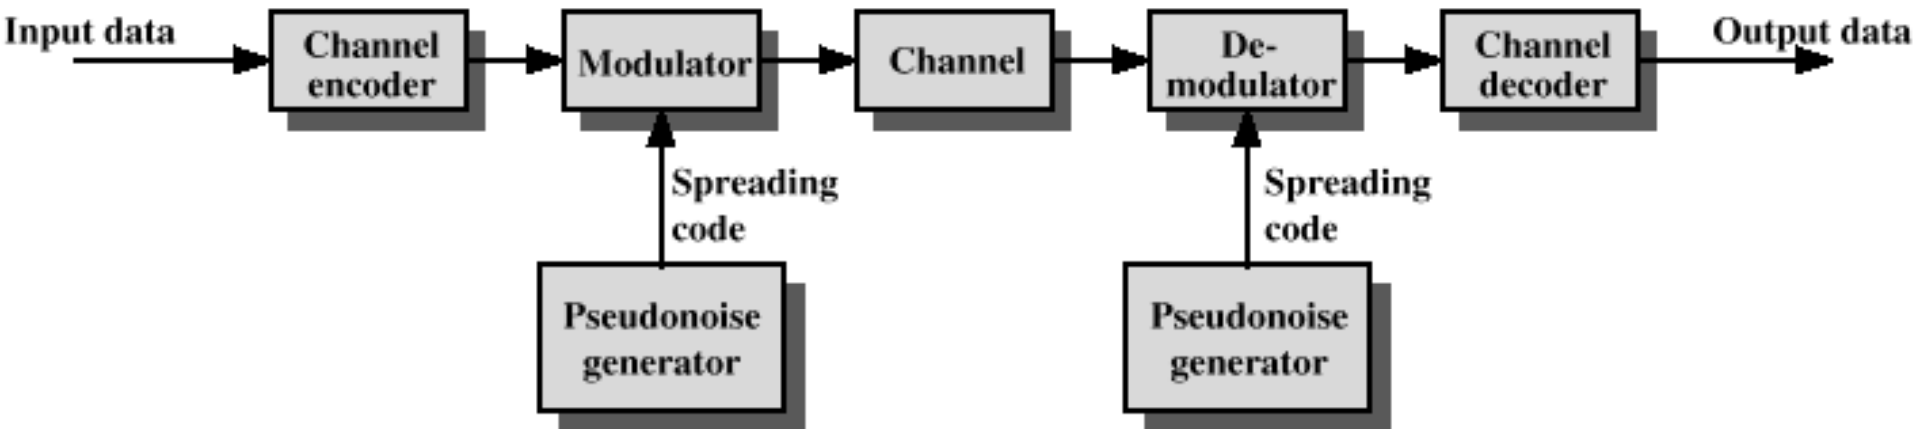 Input data
Channel
encoder
Modulator
Channel
De-
modulator
Channel
decoder
Output data
Spreading
code
Spreading
code
Pseudonoise
generator
Pseudonoise
generator